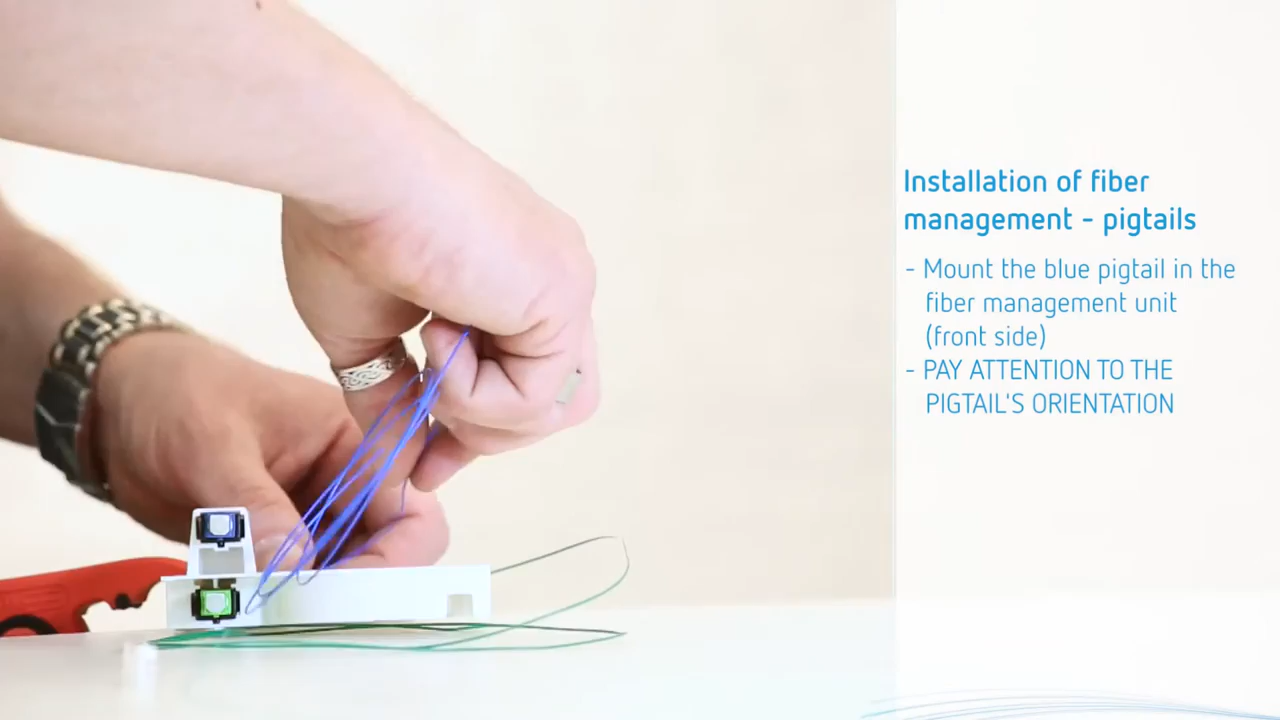 Installation of fiber
management - pigtails
- Mount the blue pigtail in the
fiber management unit
(front side)
- PAY ATTENTION TO THE
PIGTAIL'S ORIENTATION